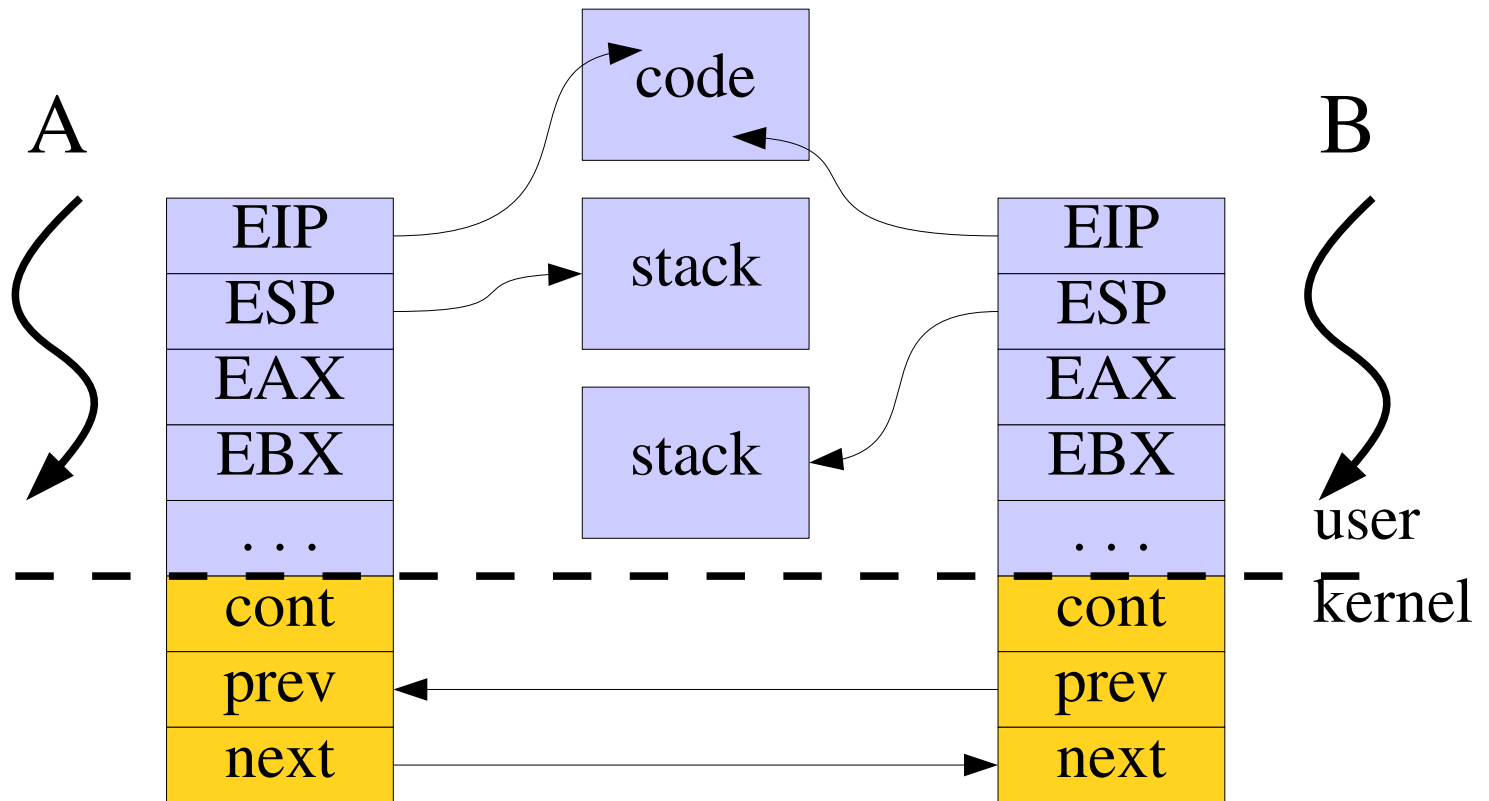 code
A
B
EIP
ESP
EAX
EBX
. . .
cont
prev
next
stack
stack
EIP
ESP
EAX
EBX
. . .
cont
prev
next
user
kernel